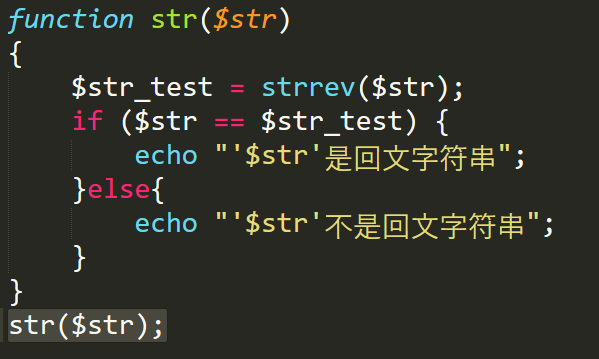 function str($str)
{
    $str_test = strrev($str);
    if ($str == $str_test) {
        echo "'$str'是回文字符串";
    }else{
        echo "'$str'不是回文字符串";
    }
}
str($str);